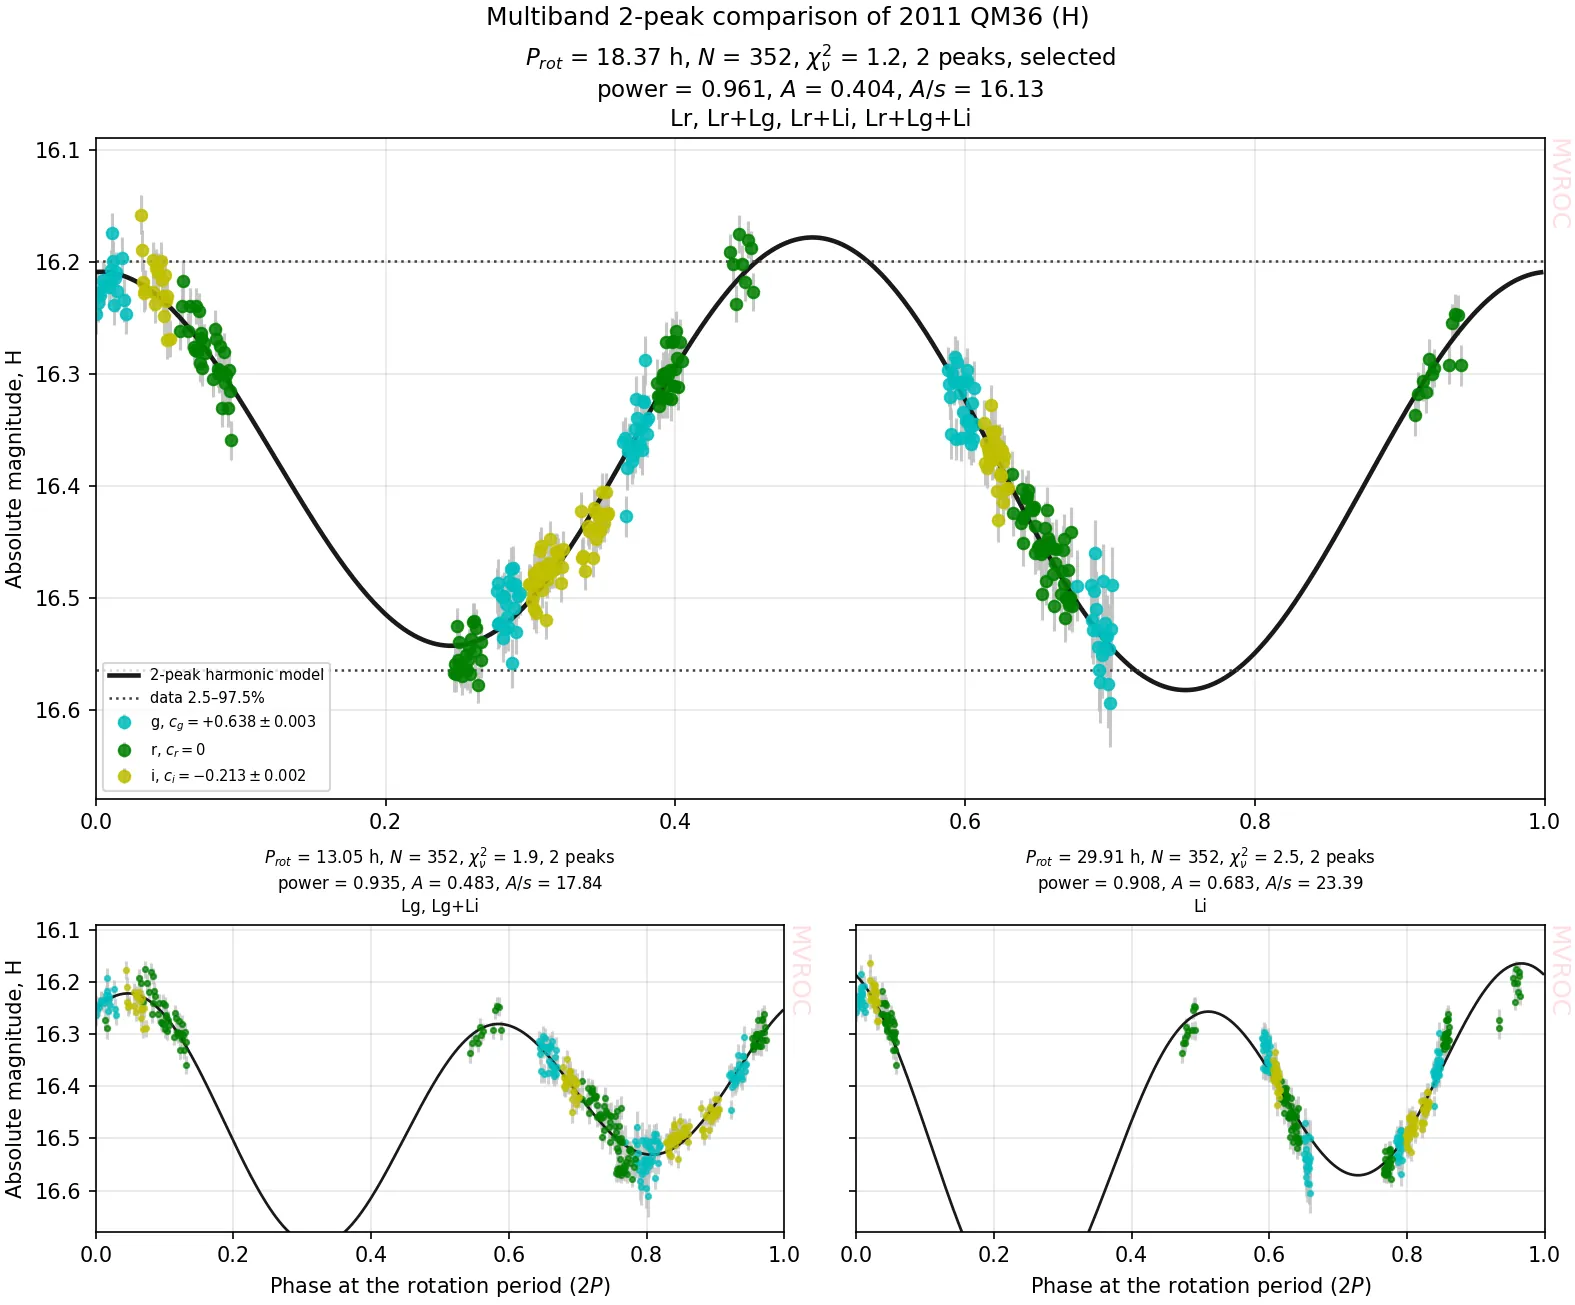 Multiband 2-peak comparison of 2011 QM36 (H)
P_rot = 18.37 h, N = 352, χ²_ν = 1.2, 2 peaks, selected
power = 0.961, A = 0.404, A/s = 16.13
Lr, Lr+Lg, Lr+Li, Lr+Lg+Li
16.1
16.2
16.3
16.4
16.5
16.6
Absolute magnitude, H
MVROC
2-peak harmonic model
data 2.5–97.5%
g, c_g = +0.638 ± 0.003
r, c_r = 0
i, c_i = −0.213 ± 0.002
0.0 0.2 0.4 0.6 0.8 1.0
P_rot = 13.05 h, N = 352, χ²_ν = 1.9, 2 peaks
power = 0.935, A = 0.483, A/s = 17.84
Lg, Lg+Li
16.1
16.2
16.3
16.4
16.5
16.6
Absolute magnitude, H
MVROC
0.0 0.2 0.4 0.6 0.8 1.0
Phase at the rotation period (2P)
P_rot = 29.91 h, N = 352, χ²_ν = 2.5, 2 peaks
power = 0.908, A = 0.683, A/s = 23.39
Li
MVROC
0.0 0.2 0.4 0.6 0.8 1.0
Phase at the rotation period (2P)